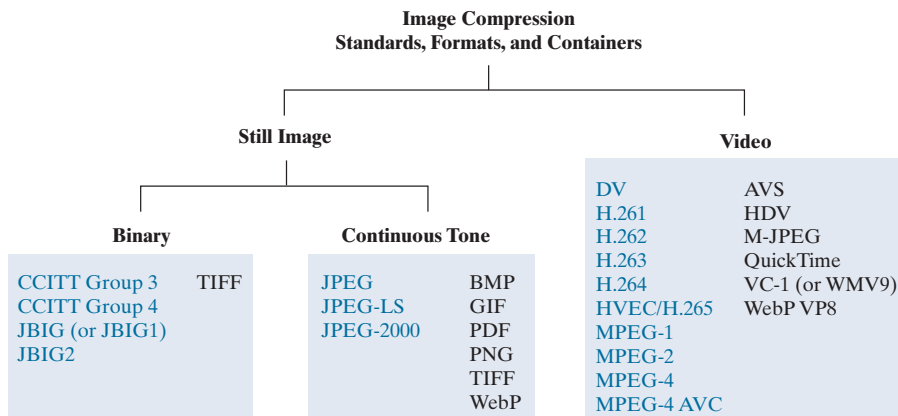 Image Compression
Standards, Formats, and Containers
Still Image
Video
Binary
Continuous Tone
CCITT Group 3
CCITT Group 4
JBIG (or JBIG1)
JBIG2
TIFF
JPEG
JPEG-LS
JPEG-2000
BMP
GIF
PDF
PNG
TIFF
WebP
DV
H.261
H.262
H.263
H.264
HVEC/H.265
MPEG-1
MPEG-2
MPEG-4
MPEG-4 AVC
AVS
HDV
M-JPEG
QuickTime
VC-1 (or WMV9)
WebP VP8